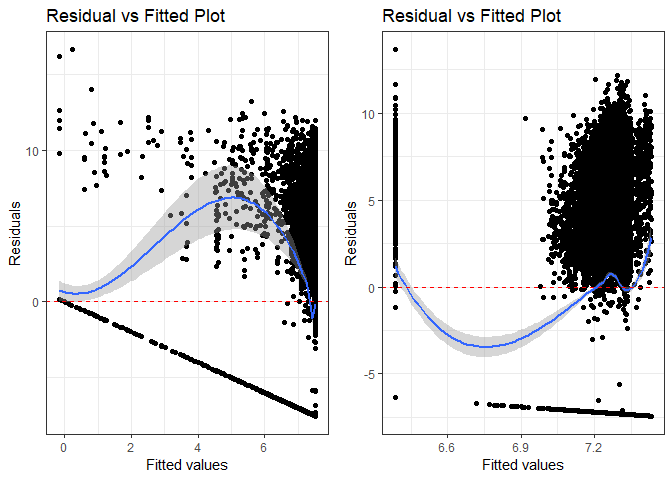 Residual vs Fitted Plot
Residuals
10
0
0
2
4
6
Fitted values
Residual vs Fitted Plot
Residuals
10
5
0
-5
6.6
6.9
7.2
Fitted values